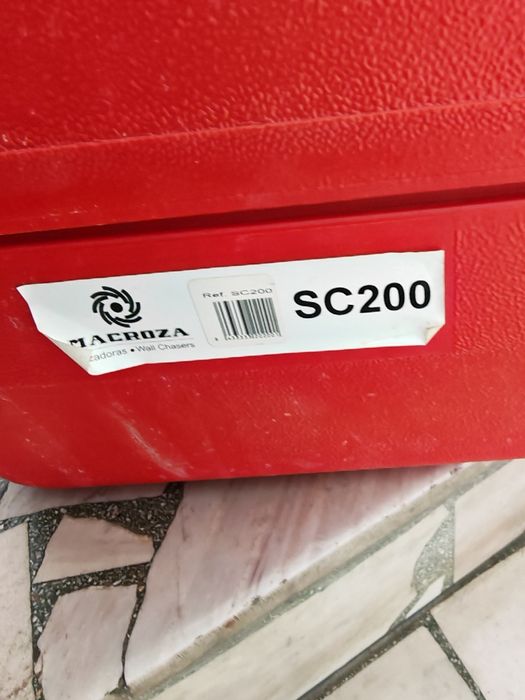 MACROZA
zadoras • Wall Chasers
Ref. SC200
SC200